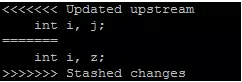 <<<<<<< Updated upstream
    int i, j;
=======
    int i, z;
>>>>>>> Stashed changes